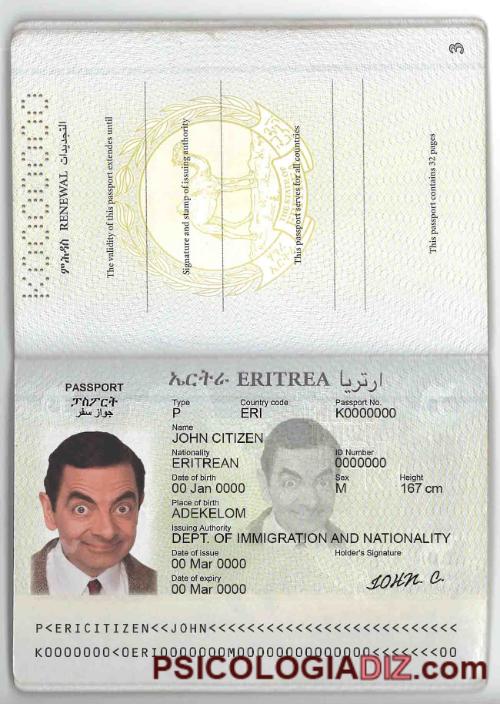 3
K0000000
ምሕዳስ RENEWAL التجديدات
The validity of this passport extendes until
Signature and stamp of issuing authority
This passport serves for all countries
This passport contains 32 pages
ኤርትራ ERITREA ارتريا
PASSPORT
ፓስፖርት
جواز سفر
Type Country code Passport No.
P ERI K0000000
Name
JOHN CITIZEN
Nationality ID Number
ERITREAN 0000000
Date of birth Sex Height
00 Jan 0000 M 167 cm
Place of birth
ADEKELOM
Issuing Authority
DEPT. OF IMMIGRATION AND NATIONALITY
Date of Issue Holder's Signature
00 Mar 0000
JOHN C.
Date of expiry
00 Mar 0000
P<ERICITIZEN<<JOHN<<<<<<<<<<<<<<<<<<<<<<<<<<
K0000000<OERI0000000M00000000000000<<<<<<<00
PSICOLOGIADIZ.com